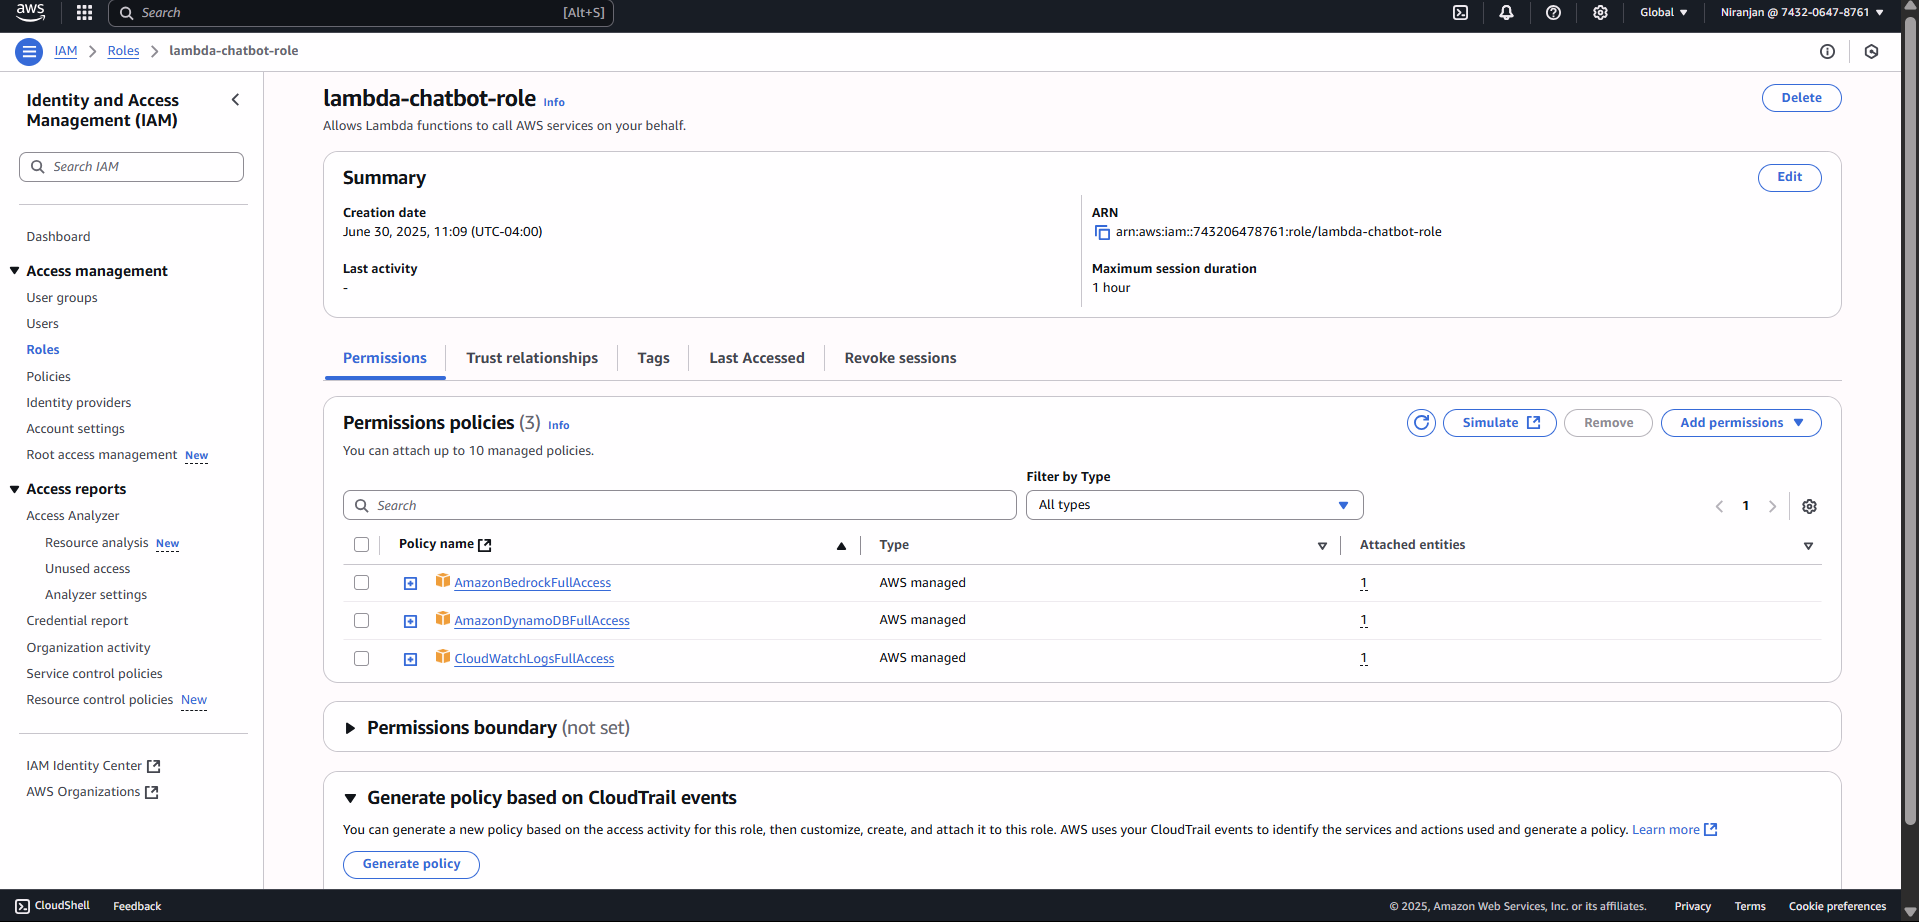 aws
Search [Alt+S]
Global
Niranjan @ 7432-0647-8761
IAM
Roles
lambda-chatbot-role
Identity and Access
Management (IAM)
Search IAM
Dashboard
Access management
User groups
Users
Roles
Policies
Identity providers
Account settings
Root access management New
Access reports
Access Analyzer
Resource analysis New
Unused access
Analyzer settings
Credential report
Organization activity
Service control policies
Resource control policies New
IAM Identity Center
AWS Organizations
lambda-chatbot-role Info
Delete
Allows Lambda functions to call AWS services on your behalf.
Summary
Edit
Creation date
June 30, 2025, 11:09 (UTC-04:00)
ARN
arn:aws:iam::743206478761:role/lambda-chatbot-role
Last activity
-
Maximum session duration
1 hour
Permissions
Trust relationships
Tags
Last Accessed
Revoke sessions
Permissions policies (3) Info
Simulate
Remove
Add permissions
You can attach up to 10 managed policies.
Filter by Type
Search
All types
1
Policy name
Type
Attached entities
AmazonBedrockFullAccess AWS managed 1
AmazonDynamoDBFullAccess AWS managed 1
CloudWatchLogsFullAccess AWS managed 1
Permissions boundary (not set)
Generate policy based on CloudTrail events
You can generate a new policy based on the access activity for this role, then customize, create, and attach it to this role. AWS uses your CloudTrail events to identify the services and actions used and generate a policy. Learn more
Generate policy
CloudShell
Feedback
© 2025, Amazon Web Services, Inc. or its affiliates.
Privacy
Terms
Cookie preferences